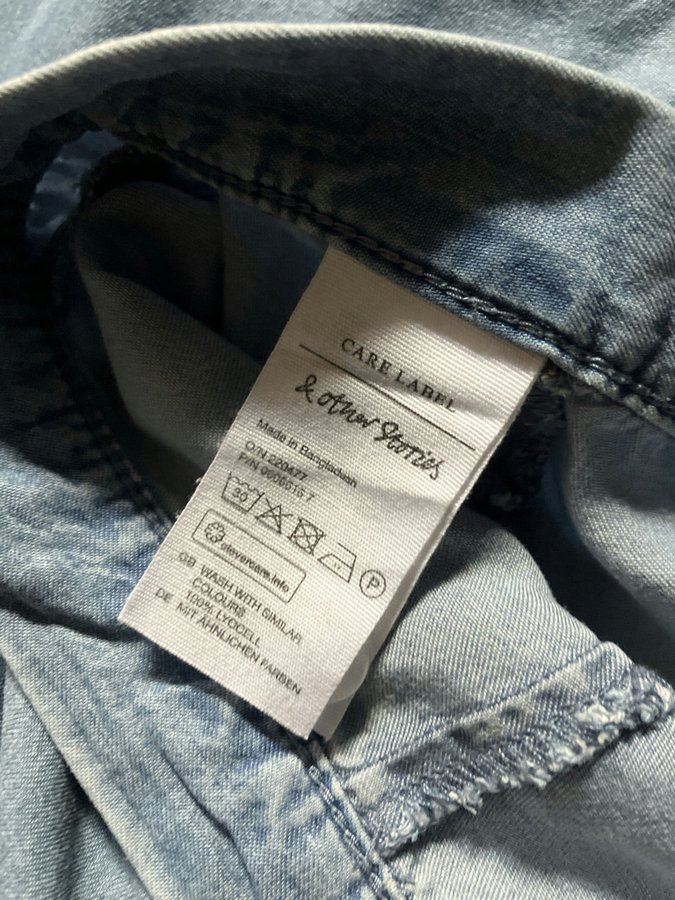 CARE LABEL
& other Stories
Made in Bangladesh
O/N 220477
30
P
clevercare.info
GB WASH WITH SIMILAR
COLOURS
100% LYOCELL
DE MIT ÄHNLICHEN FARBEN